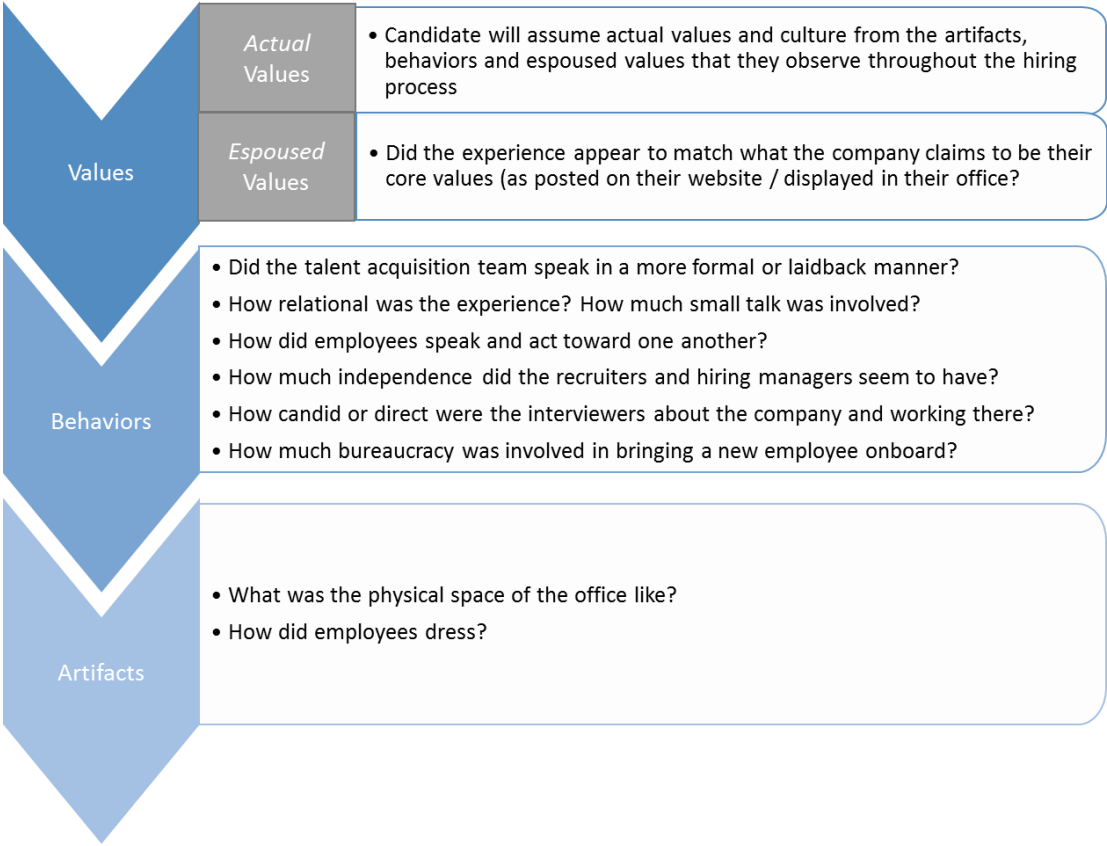 Values
Actual
Values
• Candidate will assume actual values and culture from the artifacts,
behaviors and espoused values that they observe throughout the hiring
process
Espoused
Values
• Did the experience appear to match what the company claims to be their
core values (as posted on their website / displayed in their office?
Behaviors
• Did the talent acquisition team speak in a more formal or laidback manner?
• How relational was the experience? How much small talk was involved?
• How did employees speak and act toward one another?
• How much independence did the recruiters and hiring managers seem to have?
• How candid or direct were the interviewers about the company and working there?
• How much bureaucracy was involved in bringing a new employee onboard?
Artifacts
• What was the physical space of the office like?
• How did employees dress?